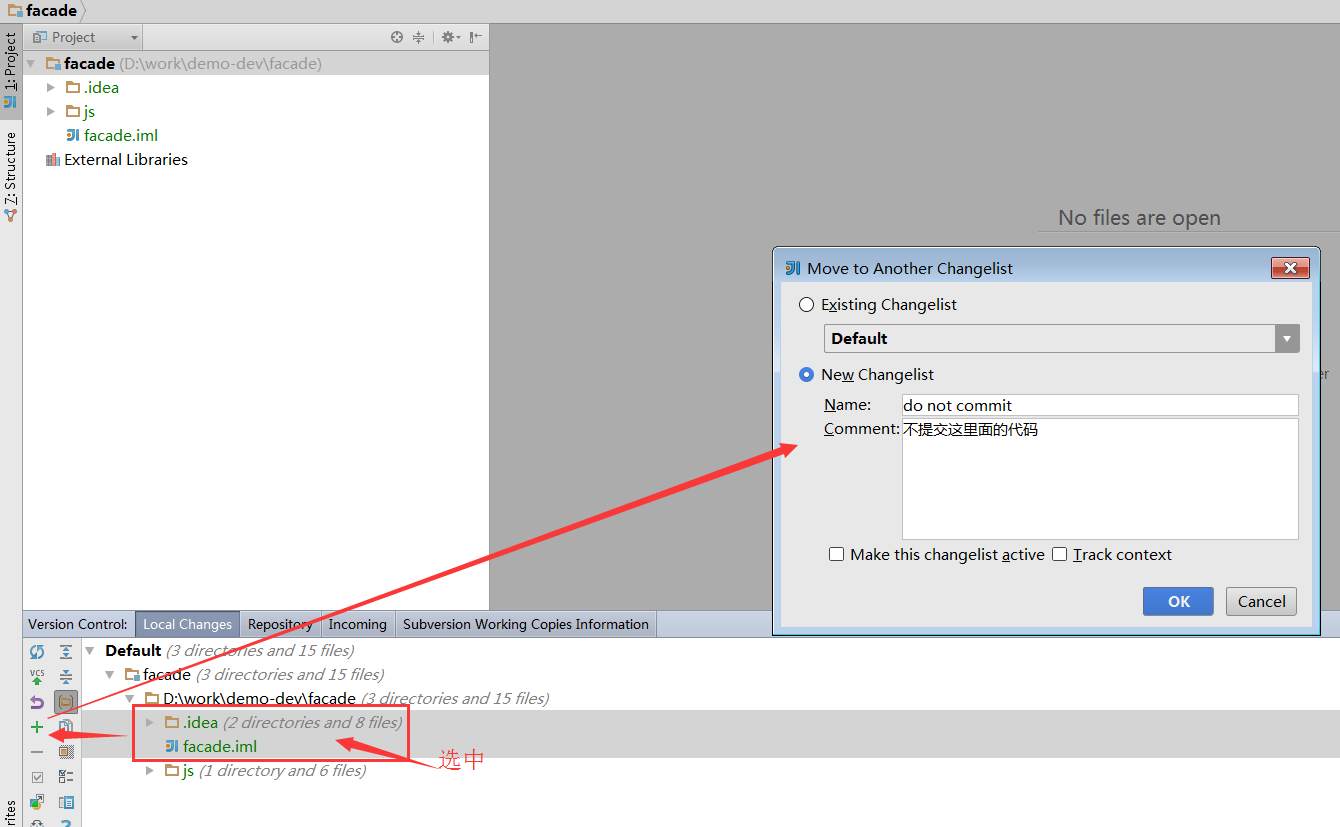 facade
Project
1: Project
facade (D:\work\demo-dev\facade)
.idea
js
facade.iml
External Libraries
Z: Structure
No files are open
Move to Another Changelist
Existing Changelist
Default
er
New Changelist
Name: do not commit
Comment: 不提交这里面的代码
Make this changelist active Track context
OK Cancel
Version Control: Local Changes Repository Incoming Subversion Working Copies Information
Default (3 directories and 15 files)
facade (3 directories and 15 files)
VCS
D:\work\demo-dev\facade (3 directories and 15 files)
.idea (2 directories and 8 files)
facade.iml
选中
js (1 directory and 6 files)
rites